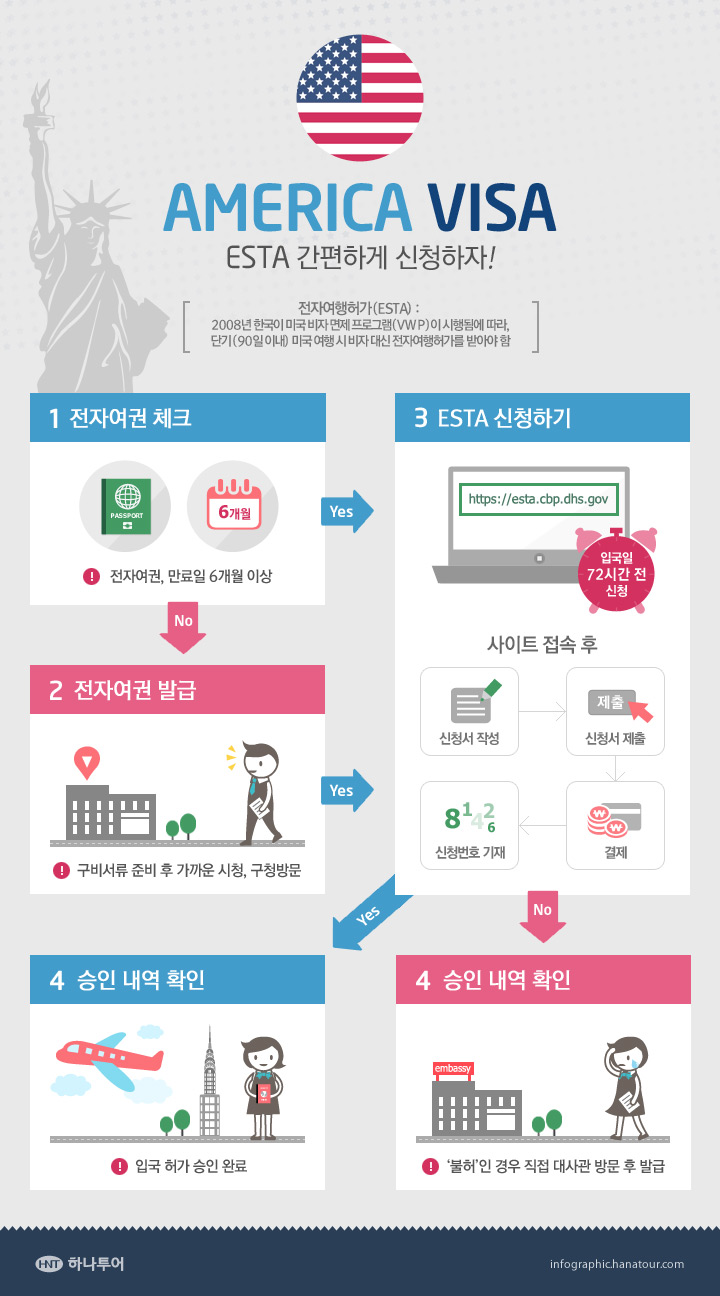 AMERICA VISA
ESTA 간편하게 신청하자!
전자여행허가(ESTA) :
2008년 한국이 미국 비자 면제 프로그램(VWP)이 시행됨에 따라,
단기(90일 이내) 미국 여행 시 비자 대신 전자여행허가를 받아야 함
1 전자여권 체크
PASSPORT
6개월
! 전자여권, 만료일 6개월 이상
Yes
No
2 전자여권 발급
! 구비서류 준비 후 가까운 시청, 구청방문
Yes
3 ESTA 신청하기
https://esta.cbp.dhs.gov
입국일
72시간 전
신청
사이트 접속 후
신청서 작성
제출
신청서 제출
결제
8 1 4 2 6
신청번호 기재
Yes
No
4 승인 내역 확인
! 입국 허가 승인 완료
4 승인 내역 확인
embassy
! '불허'인 경우 직접 대사관 방문 후 발급
HNT 하나투어
infographic.hanatour.com